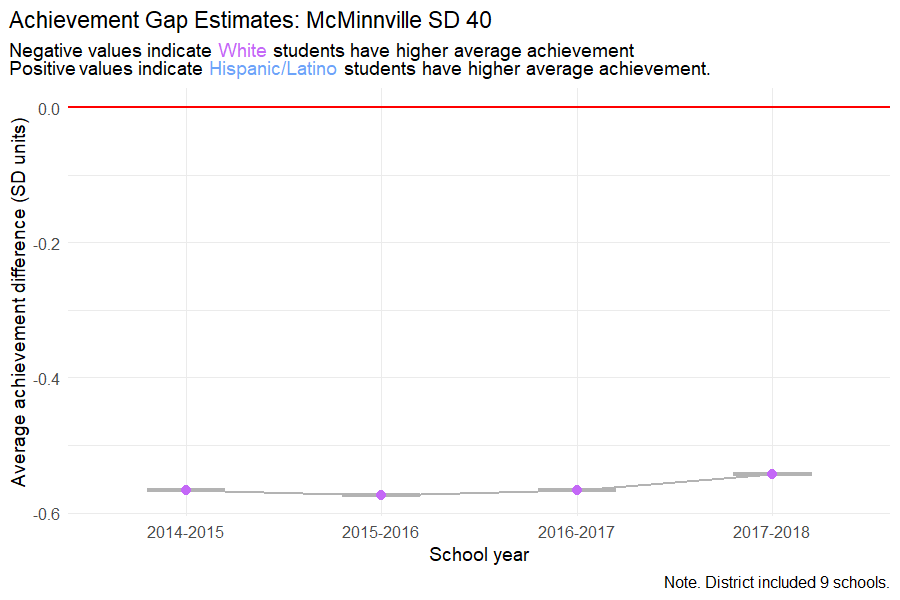 Achievement Gap Estimates: McMinnville SD 40
Negative values indicate White students have higher average achievement
Positive values indicate Hispanic/Latino students have higher average achievement.
Average achievement difference (SD units)
0.0
-0.2
-0.4
-0.6
2014-2015
2015-2016
2016-2017
2017-2018
School year
Note. District included 9 schools.